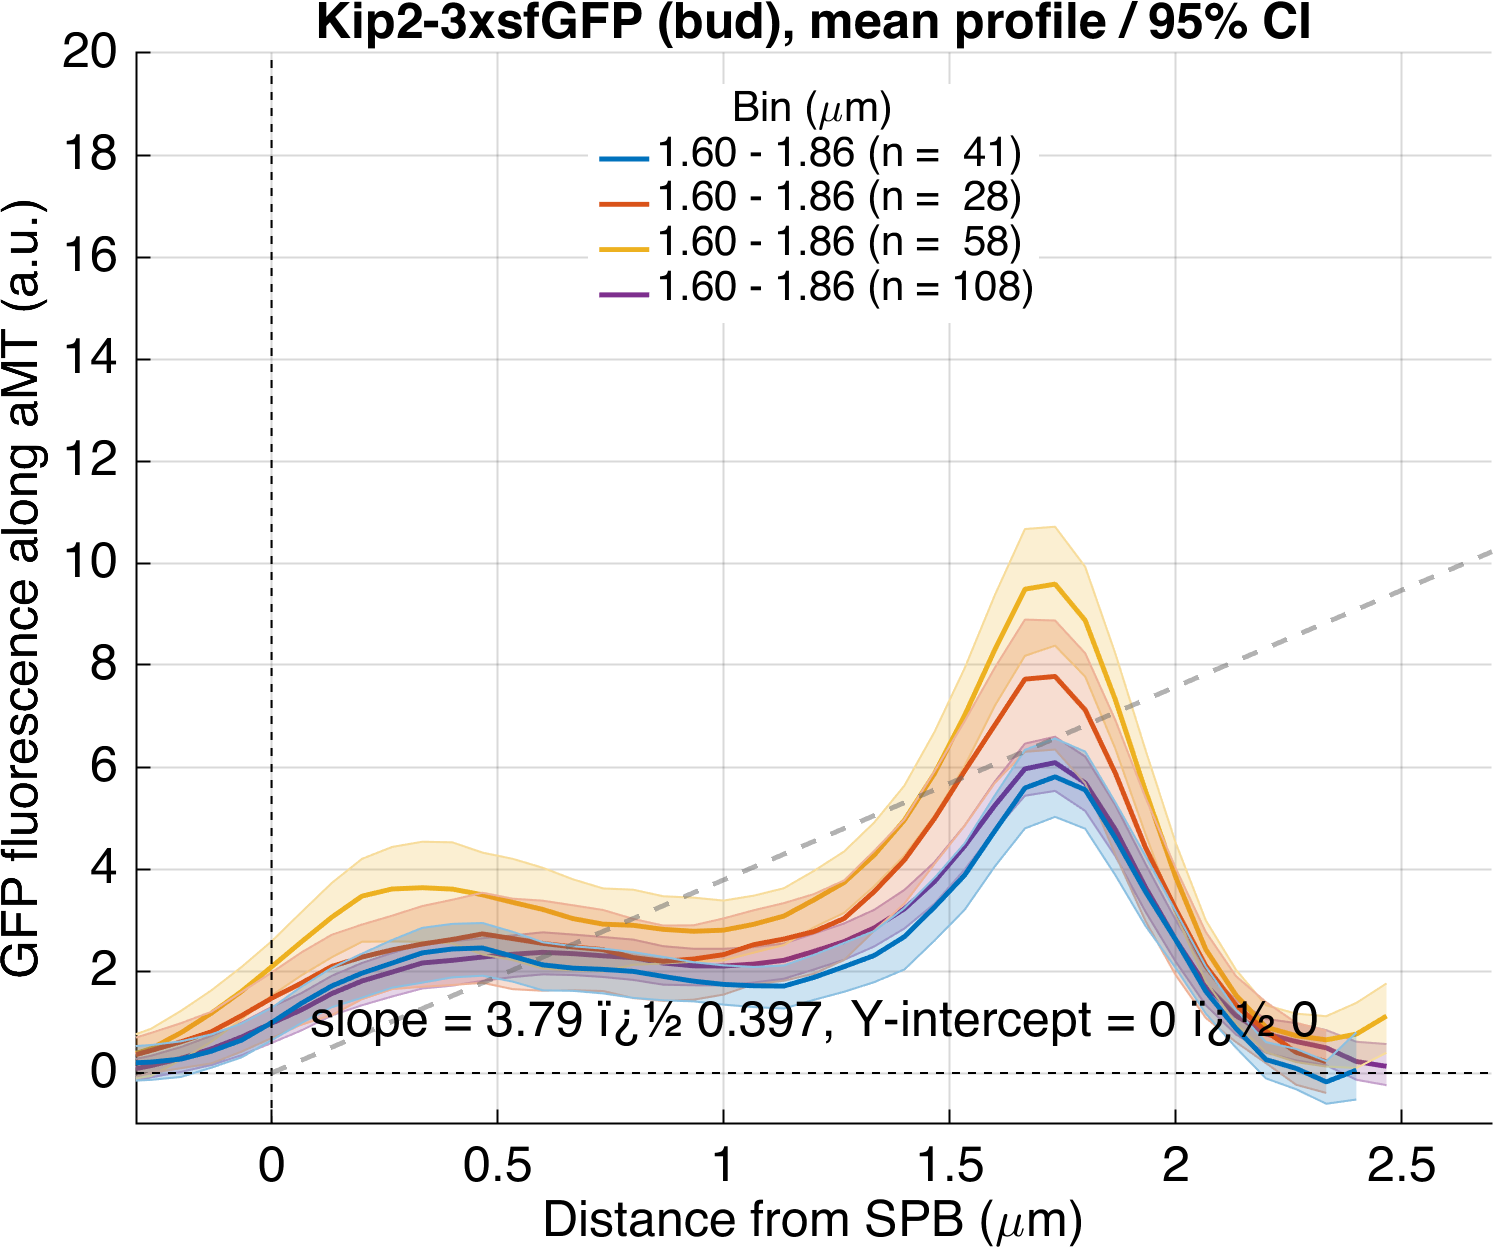 Kip2-3xsfGFP (bud), mean profile / 95% CI
GFP fluorescence along aMT (a.u.)
20
18
16
14
12
10
8
6
4
2
0
Bin (μm)
1.60 - 1.86 (n = 41)
1.60 - 1.86 (n = 28)
1.60 - 1.86 (n = 58)
1.60 - 1.86 (n = 108)
slope = 3.79 ï¿½ 0.397, Y-intercept = 0 ï¿½ 0
0 0.5 1 1.5 2 2.5
Distance from SPB (μm)